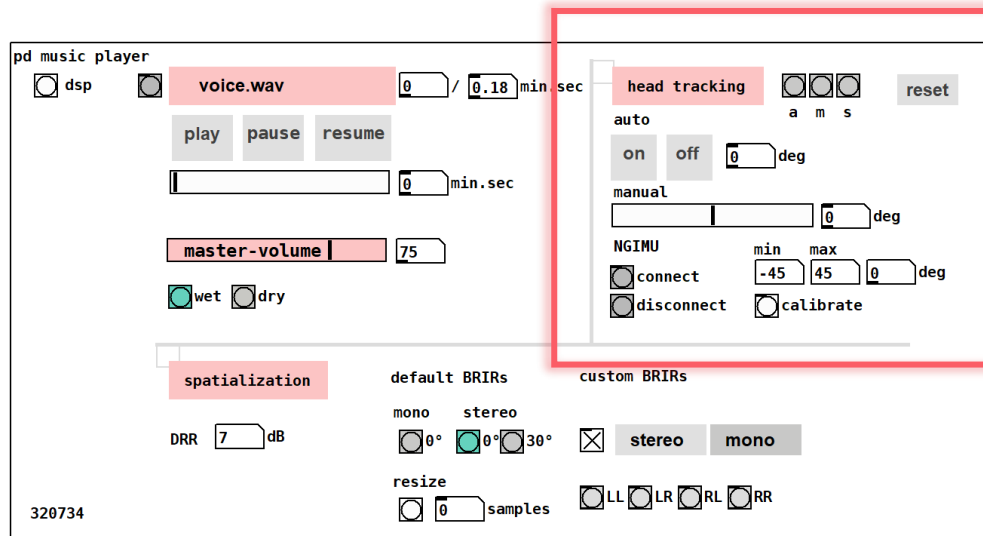 pd music player
dsp
voice.wav
0 / 0.18 min.sec
play pause resume
0 min.sec
master-volume 75
wet dry
head tracking
a m s
reset
auto
on off 0 deg
manual
0 deg
NGIMU
min max
connect -45 45 0 deg
disconnect calibrate
spatialization
DRR 7 dB
default BRIRs
mono stereo
0° 0° 30°
resize
0 samples
custom BRIRs
stereo mono
LL LR RL RR
320734